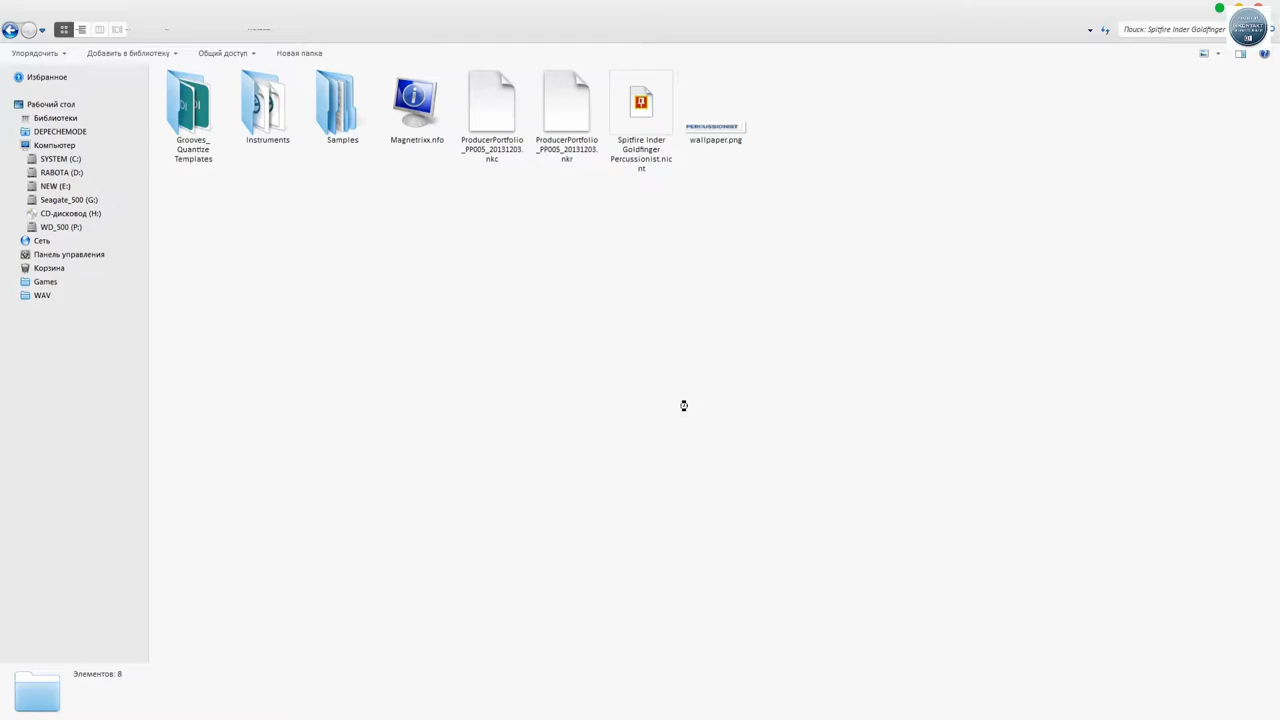 Поиск: Spitfire Inder Goldfinger
Упорядочить
Добавить в библиотеку
Общий доступ
Новая папка
Избранное
Рабочий стол
Библиотеки
DEPECHEMODE
Компьютер
SYSTEM (C:)
RABOTA (D:)
NEW (E:)
Seagate_500 (G:)
CD-дисковод (H:)
WD_500 (P:)
Сеть
Панель управления
Корзина
Games
WAV
Grooves_
Quantize
Templates
Instruments
Samples
Magnetrixx.nfo
ProducerPortfolio
_PP005_20131203.
nkc
ProducerPortfolio
_PP005_20131203.
nkr
Spitfire Inder
Goldfinger
Percussionist.nic
nt
PERCUSSIONIST
wallpaper.png
Элементов: 8